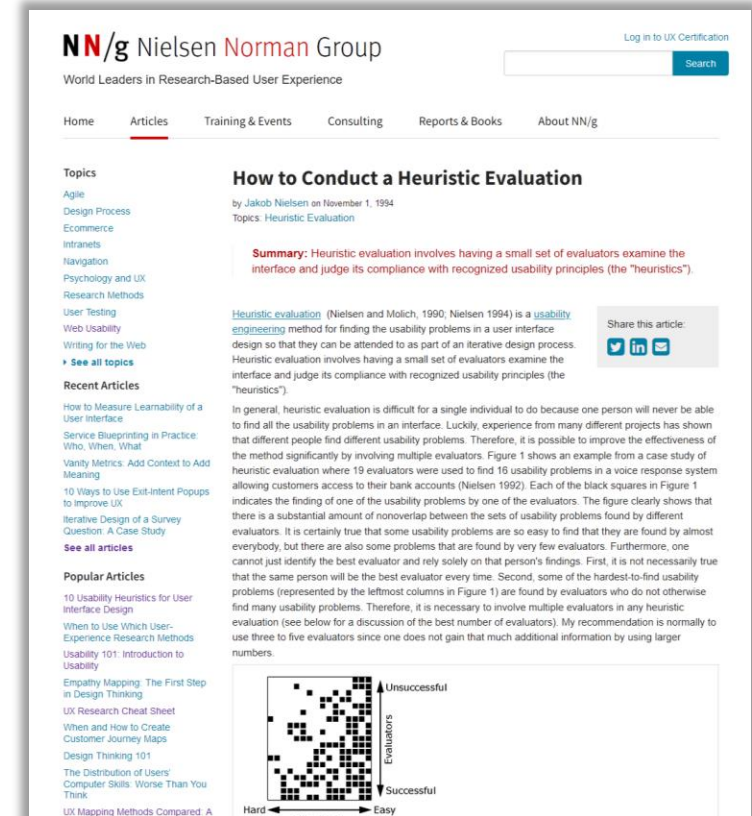 NN/g Nielsen Norman Group
Log in to UX Certification
World Leaders in Research-Based User Experience
Search
Home Articles Training & Events Consulting Reports & Books About NN/g
Topics
Agile
Design Process
Ecommerce
Intranets
Navigation
Psychology and UX
Research Methods
User Testing
Web Usability
Writing for the Web
See all topics
Recent Articles
How to Measure Learnability of a
User Interface
Service Blueprinting in Practice:
Who, When, What
Vanity Metrics: Add Context to Add
Meaning
10 Ways to Use Exit-Intent Popups
to Improve UX
Iterative Design of a Survey
Question: A Case Study
See all articles
Popular Articles
10 Usability Heuristics for User
Interface Design
When to Use Which User-
Experience Research Methods
Usability 101: Introduction to
Usability
Empathy Mapping: The First Step
in Design Thinking
UX Research Cheat Sheet
When and How to Create
Customer Journey Maps
Design Thinking 101
The Distribution of Users'
Computer Skills: Worse Than You
Think
UX Mapping Methods Compared: A
How to Conduct a Heuristic Evaluation
by Jakob Nielsen on November 1, 1994
Topics: Heuristic Evaluation
Summary: Heuristic evaluation involves having a small set of evaluators examine the
interface and judge its compliance with recognized usability principles (the "heuristics").
Heuristic evaluation (Nielsen and Molich, 1990; Nielsen 1994) is a usability
engineering method for finding the usability problems in a user interface
design so that they can be attended to as part of an iterative design process.
Heuristic evaluation involves having a small set of evaluators examine the
interface and judge its compliance with recognized usability principles (the
"heuristics").
Share this article:
In general, heuristic evaluation is difficult for a single individual to do because one person will never be able
to find all the usability problems in an interface. Luckily, experience from many different projects has shown
that different people find different usability problems. Therefore, it is possible to improve the effectiveness of
the method significantly by involving multiple evaluators. Figure 1 shows an example from a case study of
heuristic evaluation where 19 evaluators were used to find 16 usability problems in a voice response system
allowing customers access to their bank accounts (Nielsen 1992). Each of the black squares in Figure 1
indicates the finding of one of the usability problems by one of the evaluators. The figure clearly shows that
there is a substantial amount of nonoverlap between the sets of usability problems found by different
evaluators. It is certainly true that some usability problems are so easy to find that they are found by almost
everybody, but there are also some problems that are found by very few evaluators. Furthermore, one
cannot just identify the best evaluator and rely solely on that person's findings. First, it is not necessarily true
that the same person will be the best evaluator every time. Second, some of the hardest-to-find usability
problems (represented by the leftmost columns in Figure 1) are found by evaluators who do not otherwise
find many usability problems. Therefore, it is necessary to involve multiple evaluators in any heuristic
evaluation (see below for a discussion of the best number of evaluators). My recommendation is normally to
use three to five evaluators since one does not gain that much additional information by using larger
numbers.
Unsuccessful
Evaluators
Successful
Hard Easy